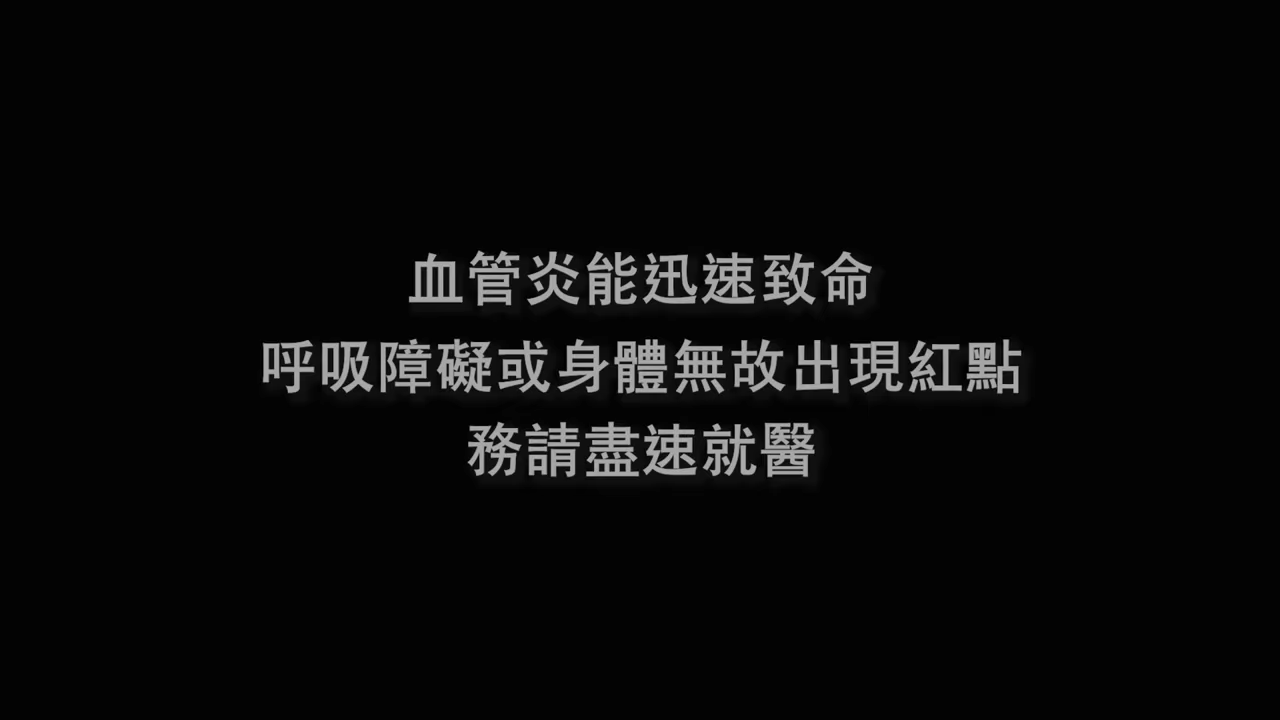 血管炎能迅速致命
呼吸障礙或身體無故出現紅點
務請盡速就醫